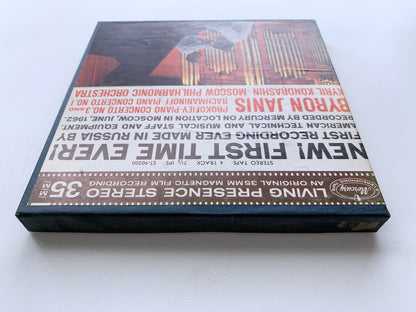 LIVING PRESENCE STEREO 35 MM
AN ORIGINAL 35MM MAGNETIC FILM RECORDING
Mercury
STEREO TAPE 4 TRACK 7½ IPS ST-90300
NEW! FIRST TIME EVER!
FIRST RECORDING EVER MADE IN RUSSIA BY
AMERICAN TECHNICAL AND MUSICAL STAFF AND EQUIPMENT.
RECORDED BY MERCURY ON LOCATION IN MOSCOW, JUNE, 1962.
BYRON JANIS
PROKOFIEV-PIANO CONCERTO NO.3 AND
RACHMANINOFF-PIANO CONCERTO NO.1
KYRIL KONDRASHIN·MOSCOW PHILHARMONIC ORCHESTRA